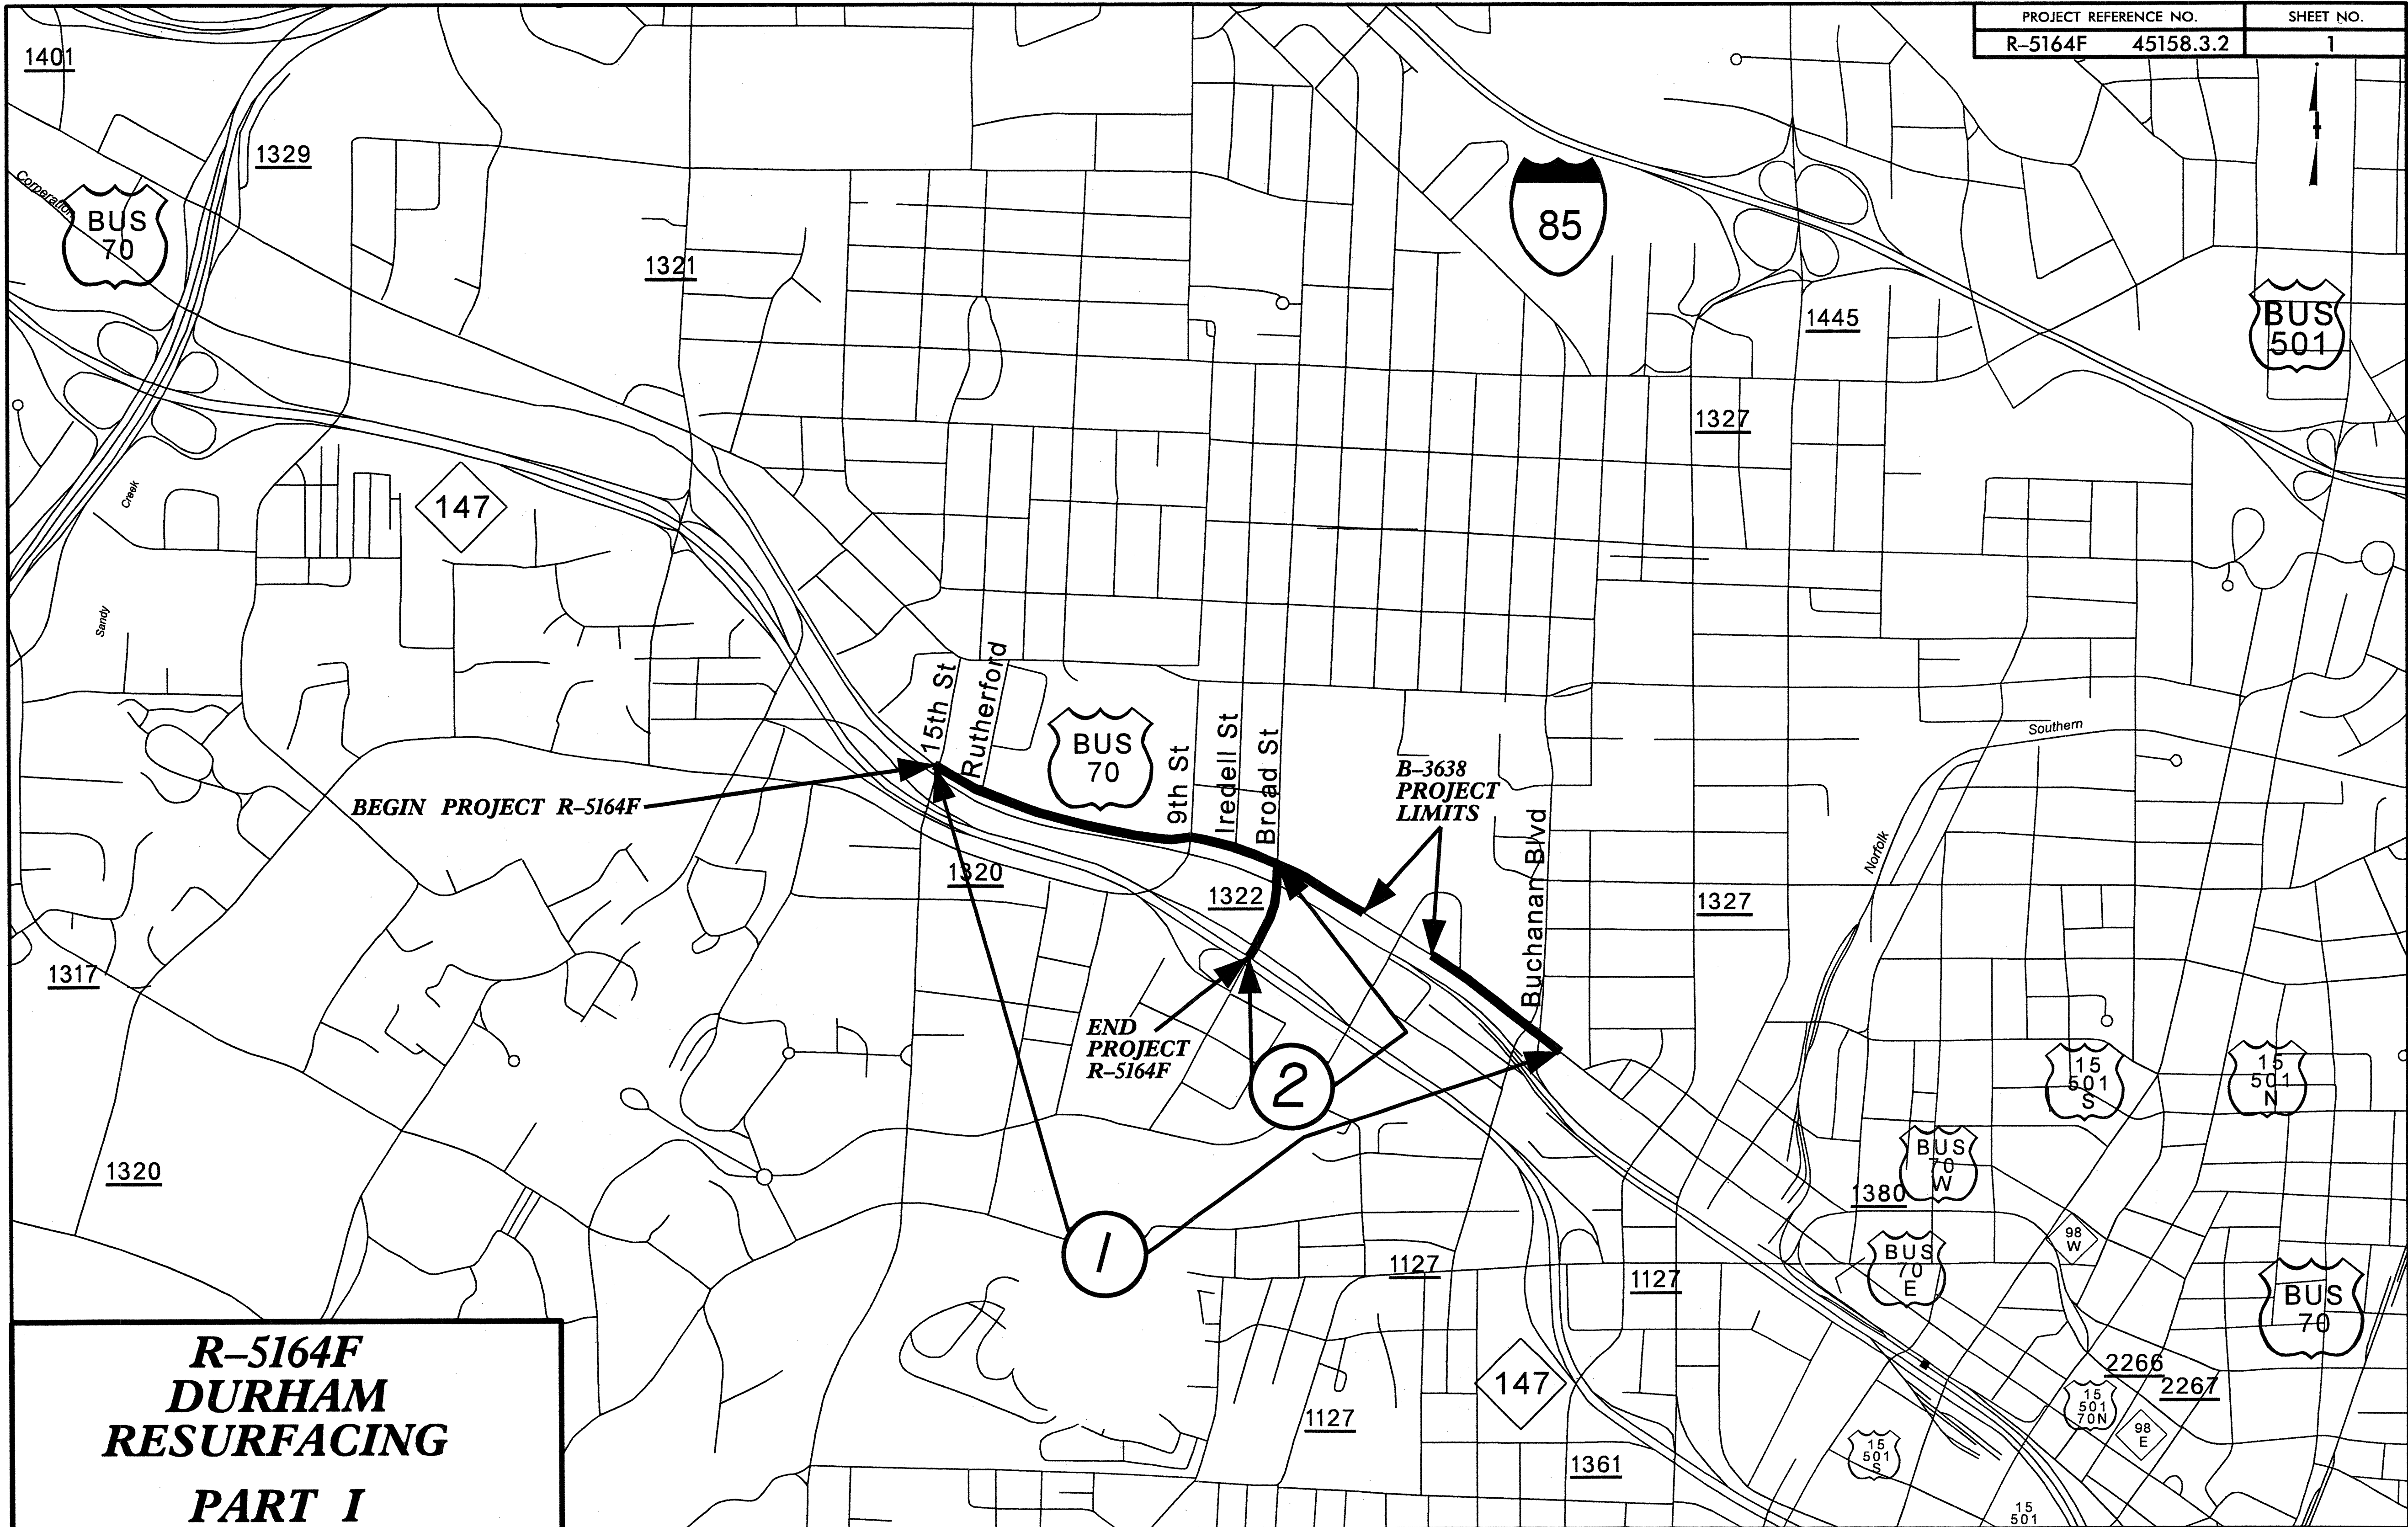 PROJECT REFERENCE NO.
SHEET NO.
R–5164F 45158.3.2
1
1401
1329
Corperation
BUS
70
1321
85
1445
BUS
501
1327
147
Creek
Sandy
15th St
Rutherford
BUS
70
9th St
Iredell St
Broad St
B–3638
PROJECT
LIMITS
Buchanan Blvd
Southern
Norfolk
BEGIN PROJECT R–5164F
1320
1322
1327
1317
END
PROJECT
R–5164F
2
15
501
S
15
501
N
1320
BUS
70
W
1380
98
W
1
1127
1127
BUS
70
E
BUS
70
R–5164F
DURHAM
RESURFACING
PART I
147
1127
1361
2266
2267
15
501
70N
98
E
15
501
S
15
501